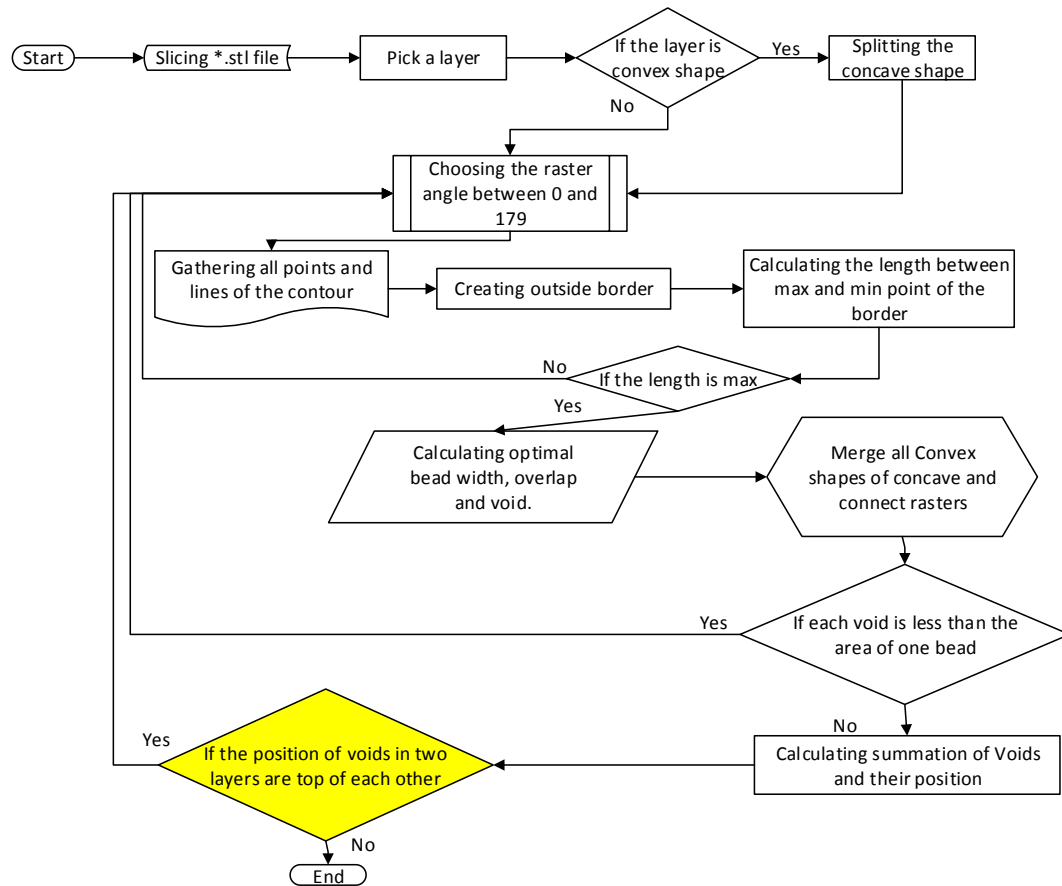 Start
Slicing *.stl file
Pick a layer
If the layer is
convex shape
Yes
Splitting the
concave shape
No
Choosing the raster
angle between 0 and
179
Gathering all points and
lines of the contour
Creating outside border
Calculating the length between
max and min point of the
border
No
If the length is max
Yes
Calculating optimal
bead width, overlap
and void.
Merge all Convex
shapes of concave and
connect rasters
Yes
If each void is less than the
area of one bead
No
Calculating summation of Voids
and their position
Yes
If the position of voids in two
layers are top of each other
No
End